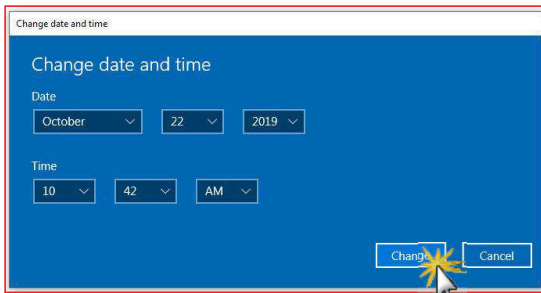 Change date and time
Change date and time
Date
October 22 2019
Time
10 42 AM
Change Cancel